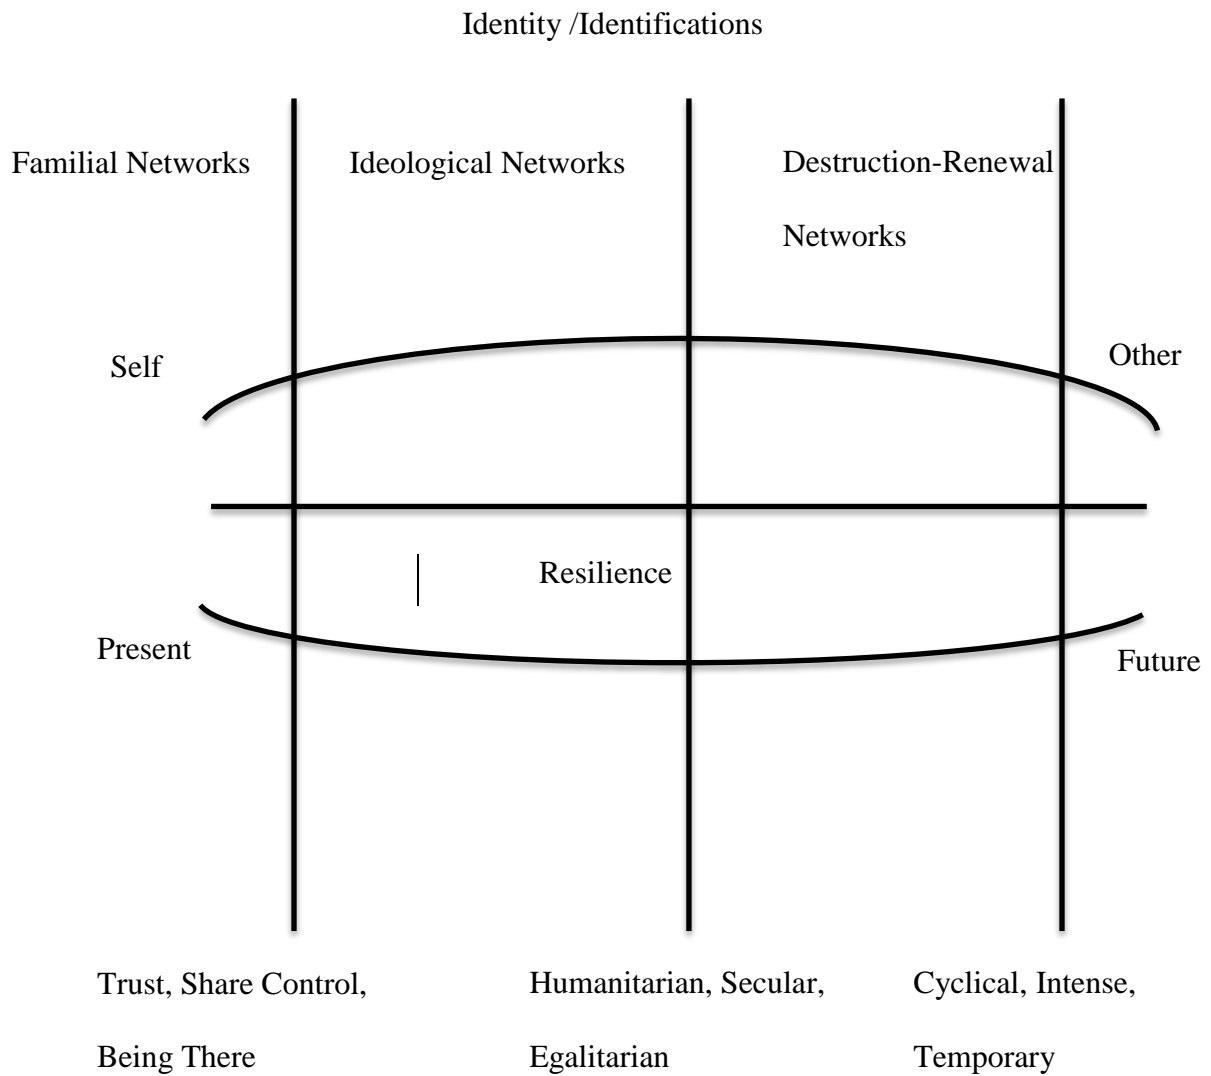 Identity /Identifications
Familial Networks
Ideological Networks
Destruction-Renewal
Networks
Self
Other
Resilience
Present
Future
Trust, Share Control,
Being There
Humanitarian, Secular,
Egalitarian
Cyclical, Intense,
Temporary